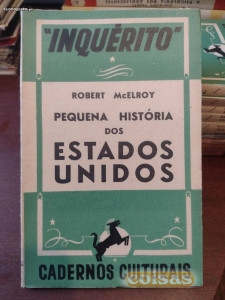 "INQUÉRITO"
ROBERT McELROY
PEQUENA HISTÓRIA
DOS
ESTADOS
UNIDOS
CADERNOS CULTURAIS
coisas